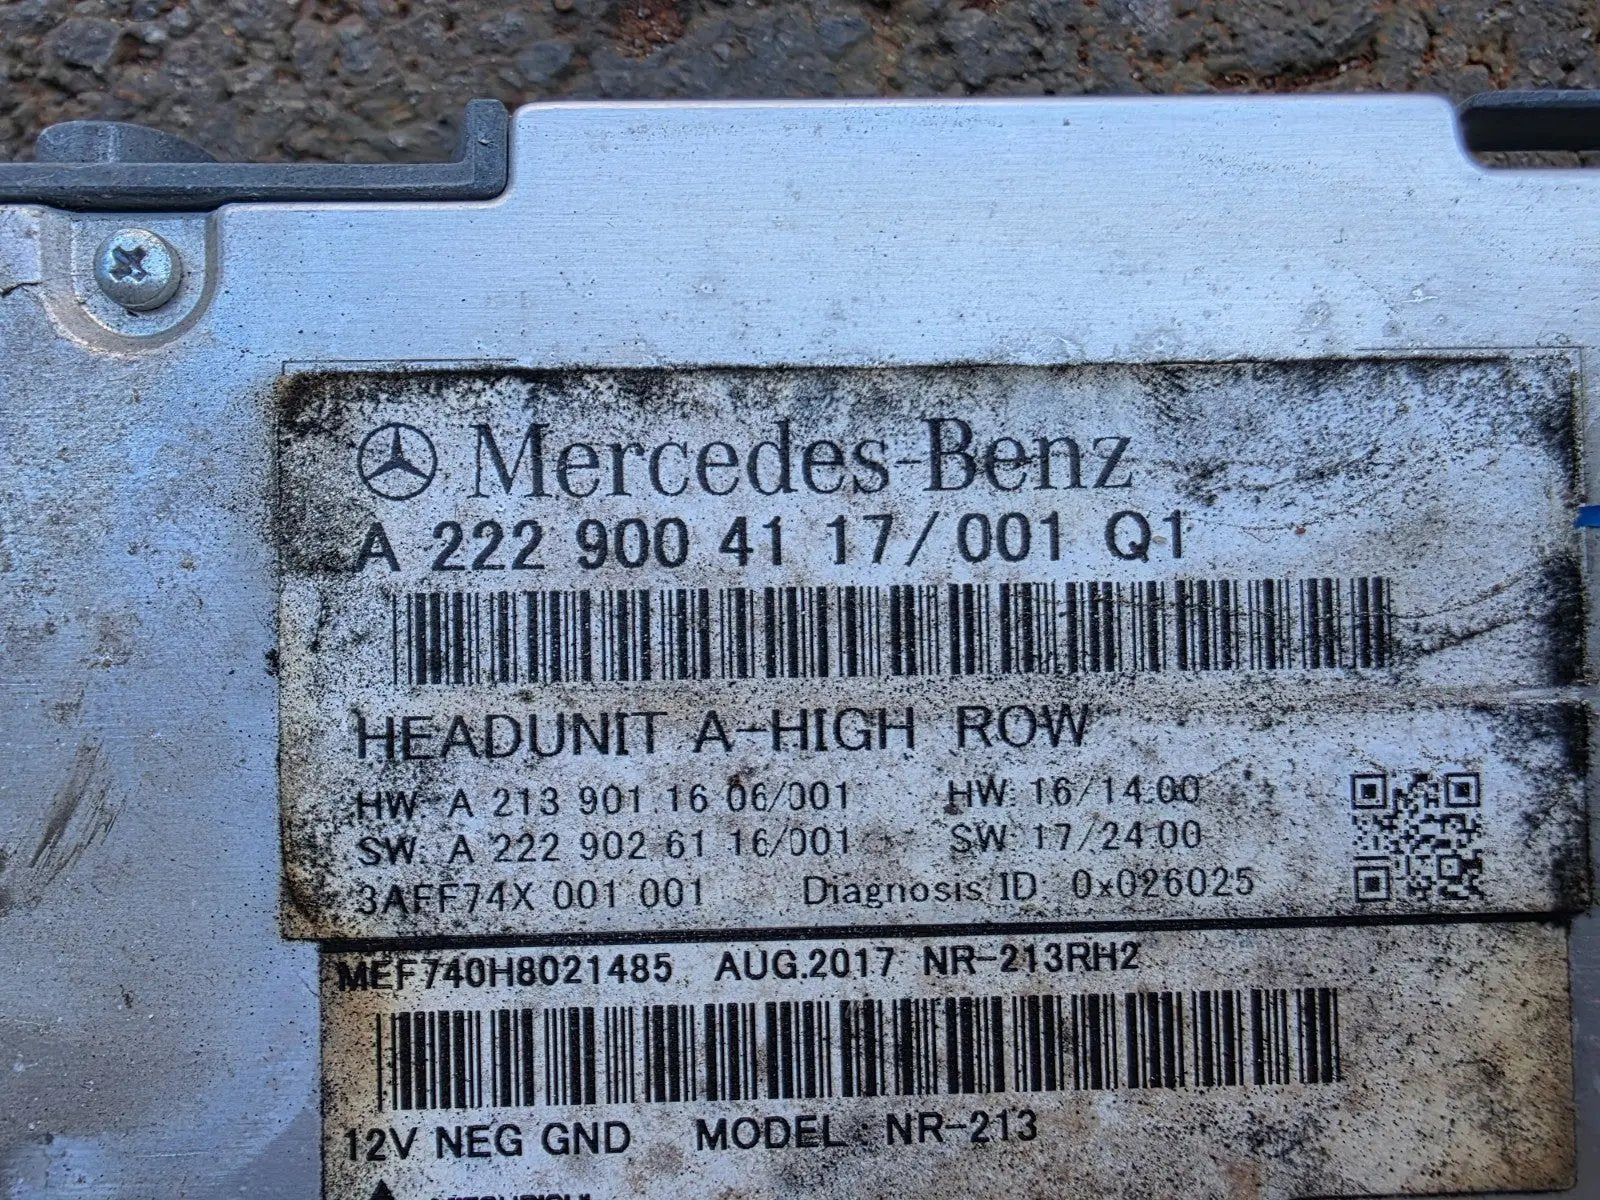 Mercedes-Benz
A 222 900 41 17/001 Q1
HEADUNIT A-HIGH ROW
HW: A 213 901 16 06/001 HW: 16/14.00
SW: A 222 902 61 16/001 SW: 17/24.00
3AFF74X 001 001 Diagnosis ID: 0x026025
MEF740H8021485 AUG.2017 NR-213RH2
12V NEG GND MODEL: NR-213